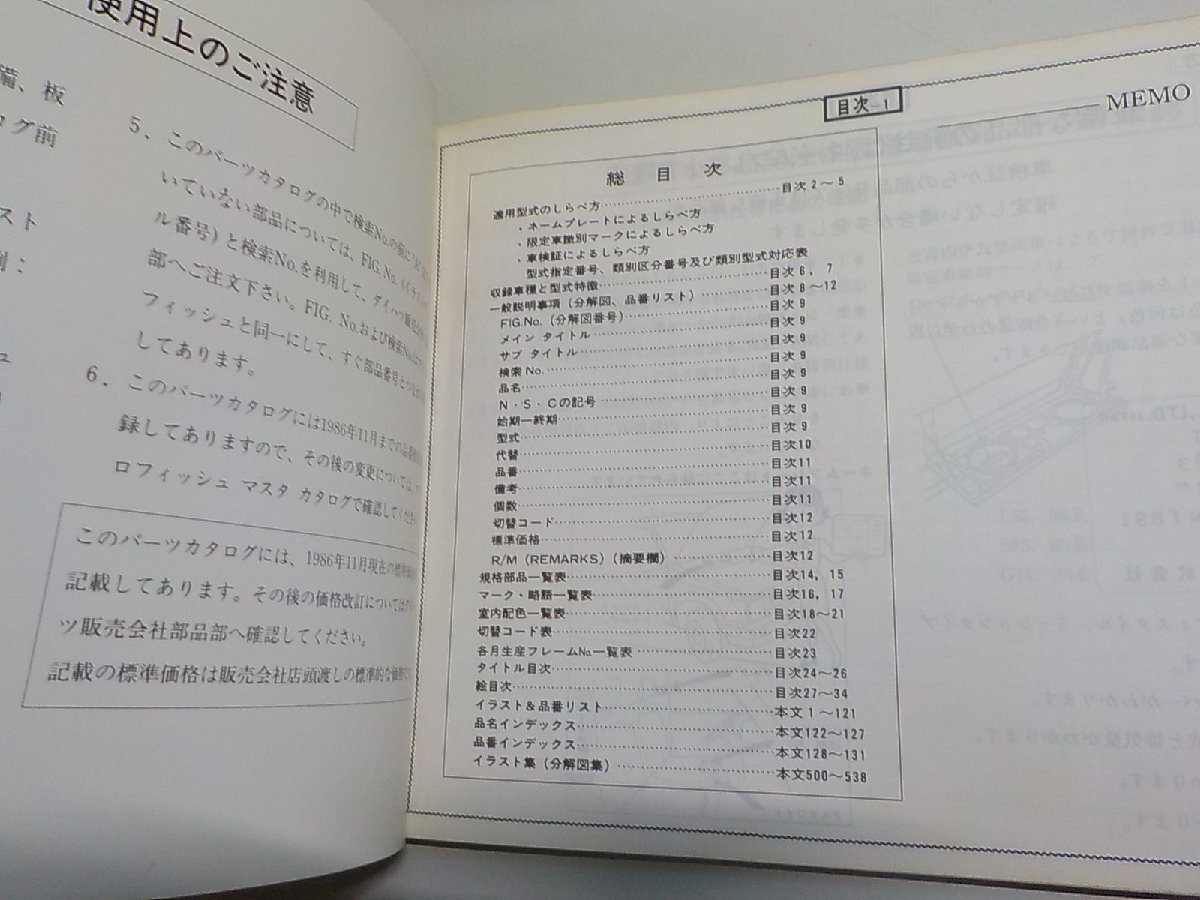 使用上のご注意
備、板
ログ前
スト
例：
5．このパーツカタログの中で検索No.の前に
いていない部品については、FIG. No.（イラスト
ル番号）と検索No.を利用して、ダイハツ
部へご注文下さい。FIG. No.および検索No.
フィッシュと同一にして、すぐ部品番号
してあります。
6．このパーツカタログには1986年11月までの
録してありますので、その後の変更については
ロフィッシュ マスタ カタログで確認してくださ
このパーツカタログには、1986年11月現在の標準
記載してあります。その後の価格改訂については
ツ販売会社部品部へ確認してください。
記載の標準価格は販売会社店頭渡しの標準的な価格
目次-1
MEMO
総目次
適用型式のしらべ方……目次2〜5
・ネームプレートによるしらべ方
・限定車識別マークによるしらべ方
・車検証によるしらべ方
型式指定番号、類別区分番号及び類別型式対応表
収録車種と型式特徴……目次6，7
一般説明事項（分解図、品番リスト）……目次8〜12
FIG.No.（分解図番号）……目次9
メイン タイトル……目次9
サブ タイトル……目次9
検索No.……目次9
品名……目次9
N・S・Cの記号……目次9
始期―終期……目次9
型式……目次9
代替……目次10
品番……目次11
備考……目次11
個数……目次11
切替コード……目次12
標準価格……目次12
R/M（REMARKS）（摘要欄）……目次12
規格部品一覧表……目次14，15
マーク・略語一覧表……目次16，17
室内配色一覧表……目次18〜21
切替コード表……目次22
各月生産フレームNo.一覧表……目次23
タイトル目次……目次24〜26
絵目次……目次27〜34
イラスト＆品番リスト……本文1〜121
品名インデックス……本文122〜127
品番インデックス……本文128〜131
イラスト集（分解図集）……本文500〜538